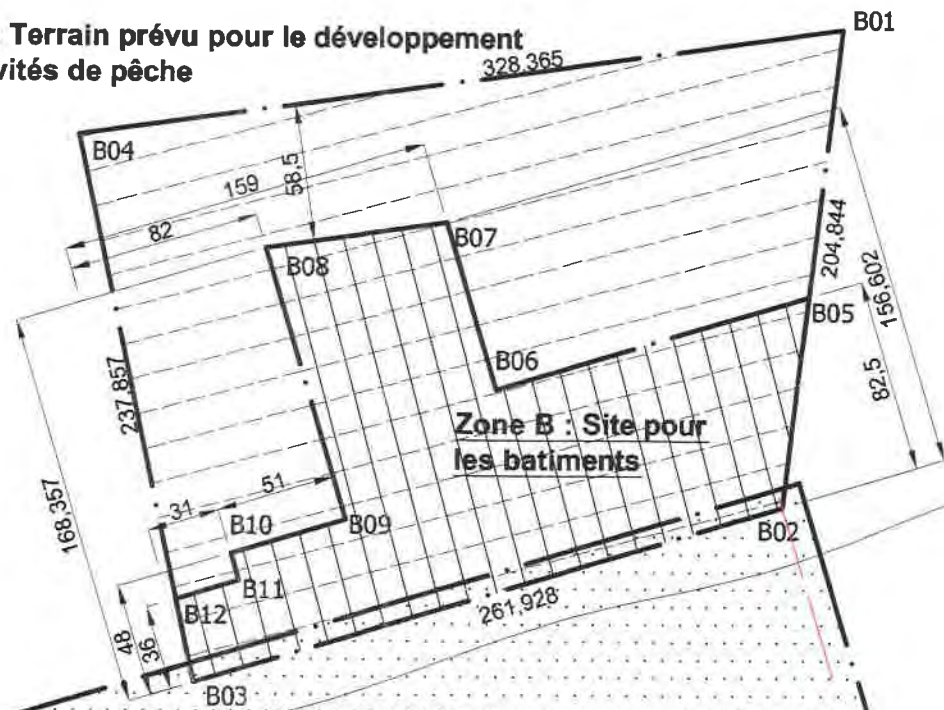 Terrain prévu pour le développement
vités de pêche
B01
328,365
B04
159
58,5
82
B07
B08
204,844
156,602
B05
82,5
B06
237,857
Zone B : Site pour
les batiments
168,357
51
31
B10
B09
B02
B11
261,928
B12
48
36
B03